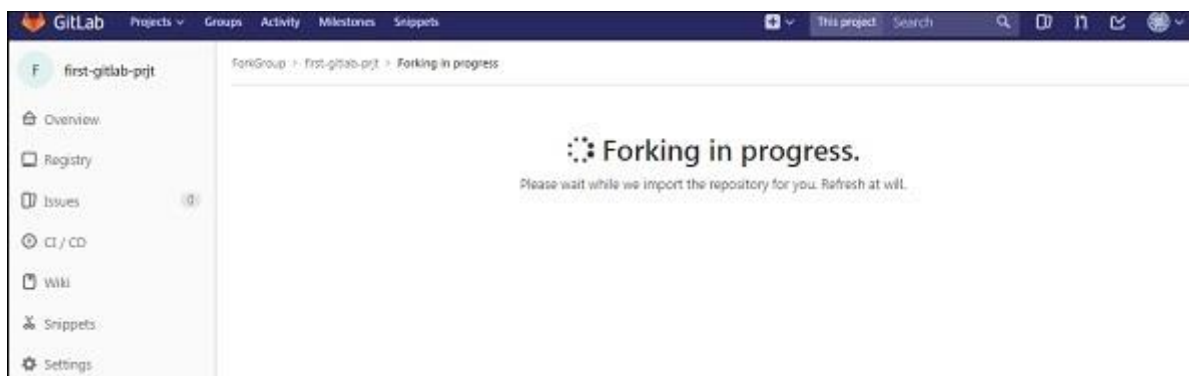 GitLab Projects Groups Activity Milestones Snippets This project Search
F first-gitlab-prjt
ForkGroup > first-gitlab-prjt > Forking in progress
Overview
Registry
Issues 0
CI / CD
Wiki
Snippets
Settings
Forking in progress.
Please wait while we import the repository for you. Refresh at will.